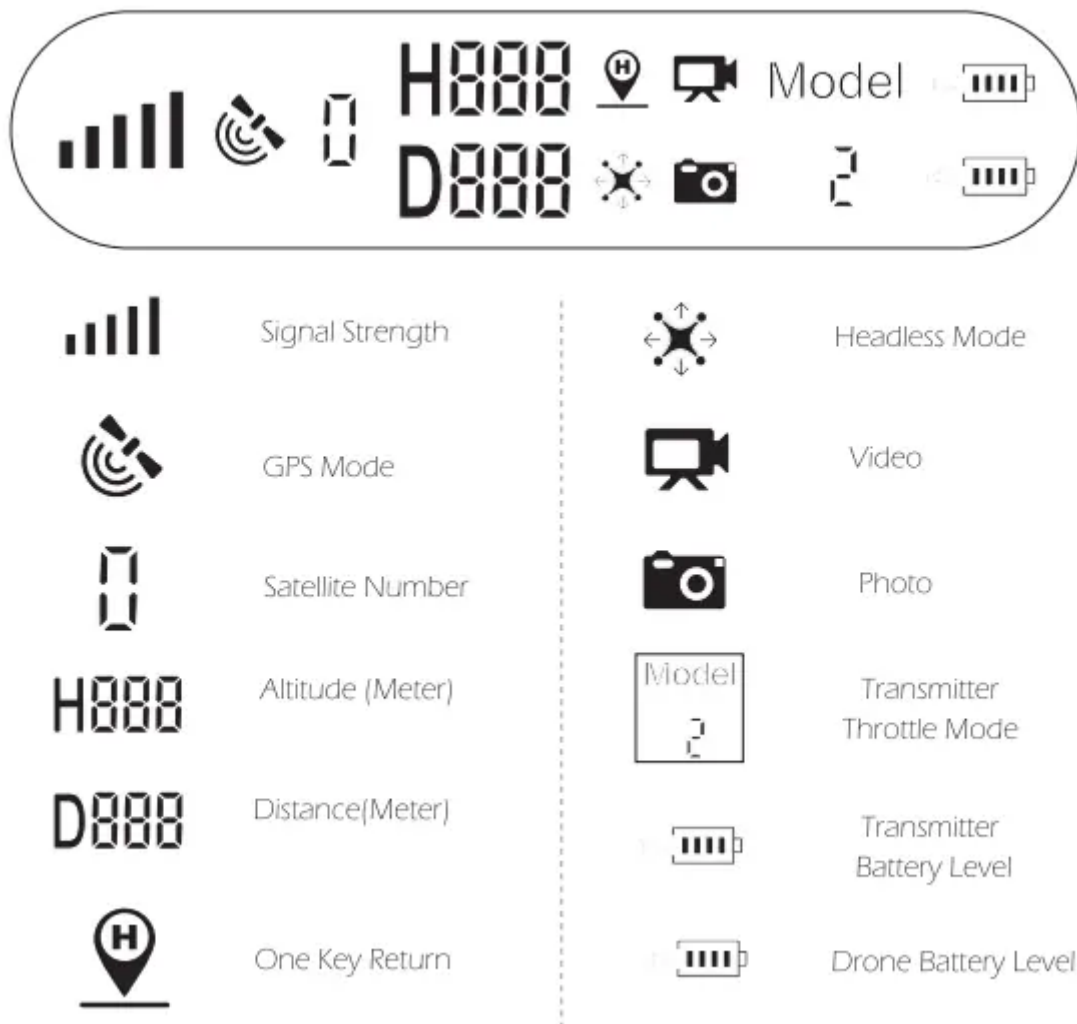 H888 H Model
0
D888 2
Signal Strength
GPS Mode
0
Satellite Number
H888
Altitude (Meter)
D888
Distance(Meter)
H
One Key Return
Headless Mode
Video
Photo
Model
2
Transmitter
Throttle Mode
Transmitter
Battery Level
Drone Battery Level